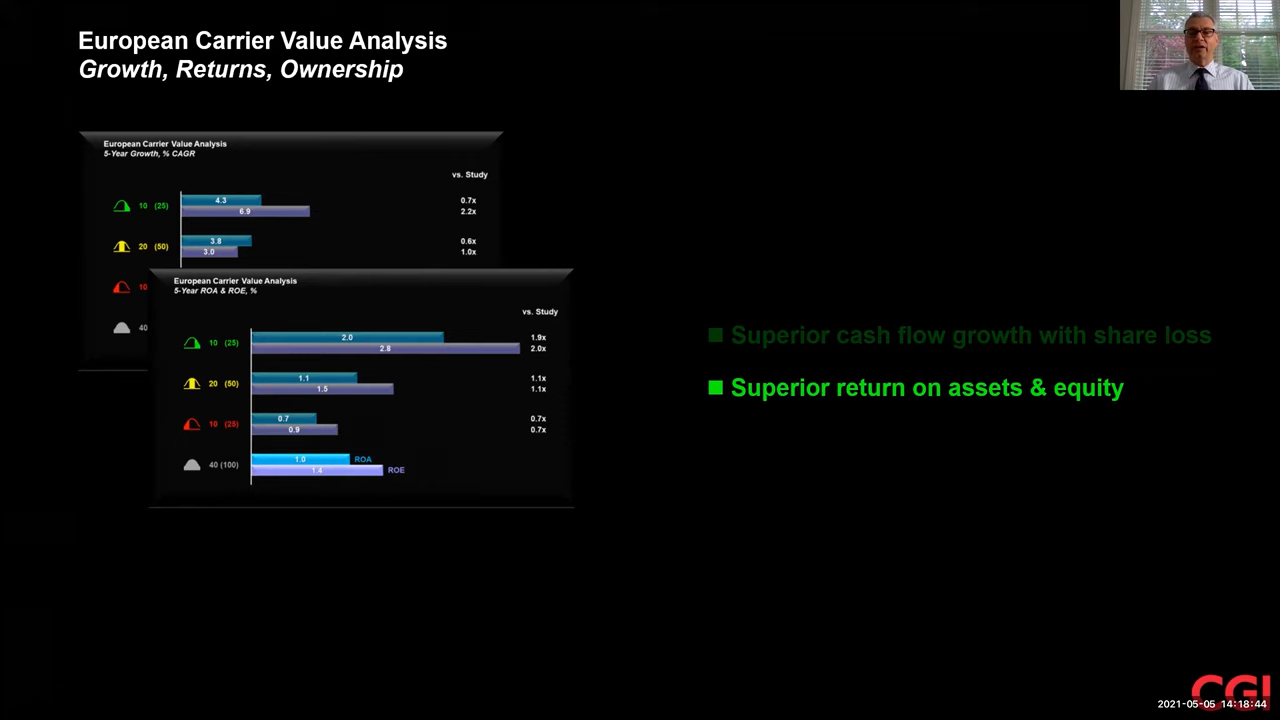 European Carrier Value Analysis
Growth, Returns, Ownership
European Carrier Value Analysis
5-Year Growth, % CAGR
vs. Study
10 (25) 4.3 0.7x
6.9 2.2x
20 (50) 3.8 0.6x
3.0 1.0x
10
40
European Carrier Value Analysis
5-Year ROA & ROE, %
vs. Study
10 (25) 2.0 1.9x
2.8 2.0x
20 (50) 1.1 1.1x
1.5 1.1x
10 (25) 0.7 0.7x
0.9 0.7x
40 (100) 1.0 ROA
1.4 ROE
Superior cash flow growth with share loss
Superior return on assets & equity
CGI
2021-05-05 14:18:44